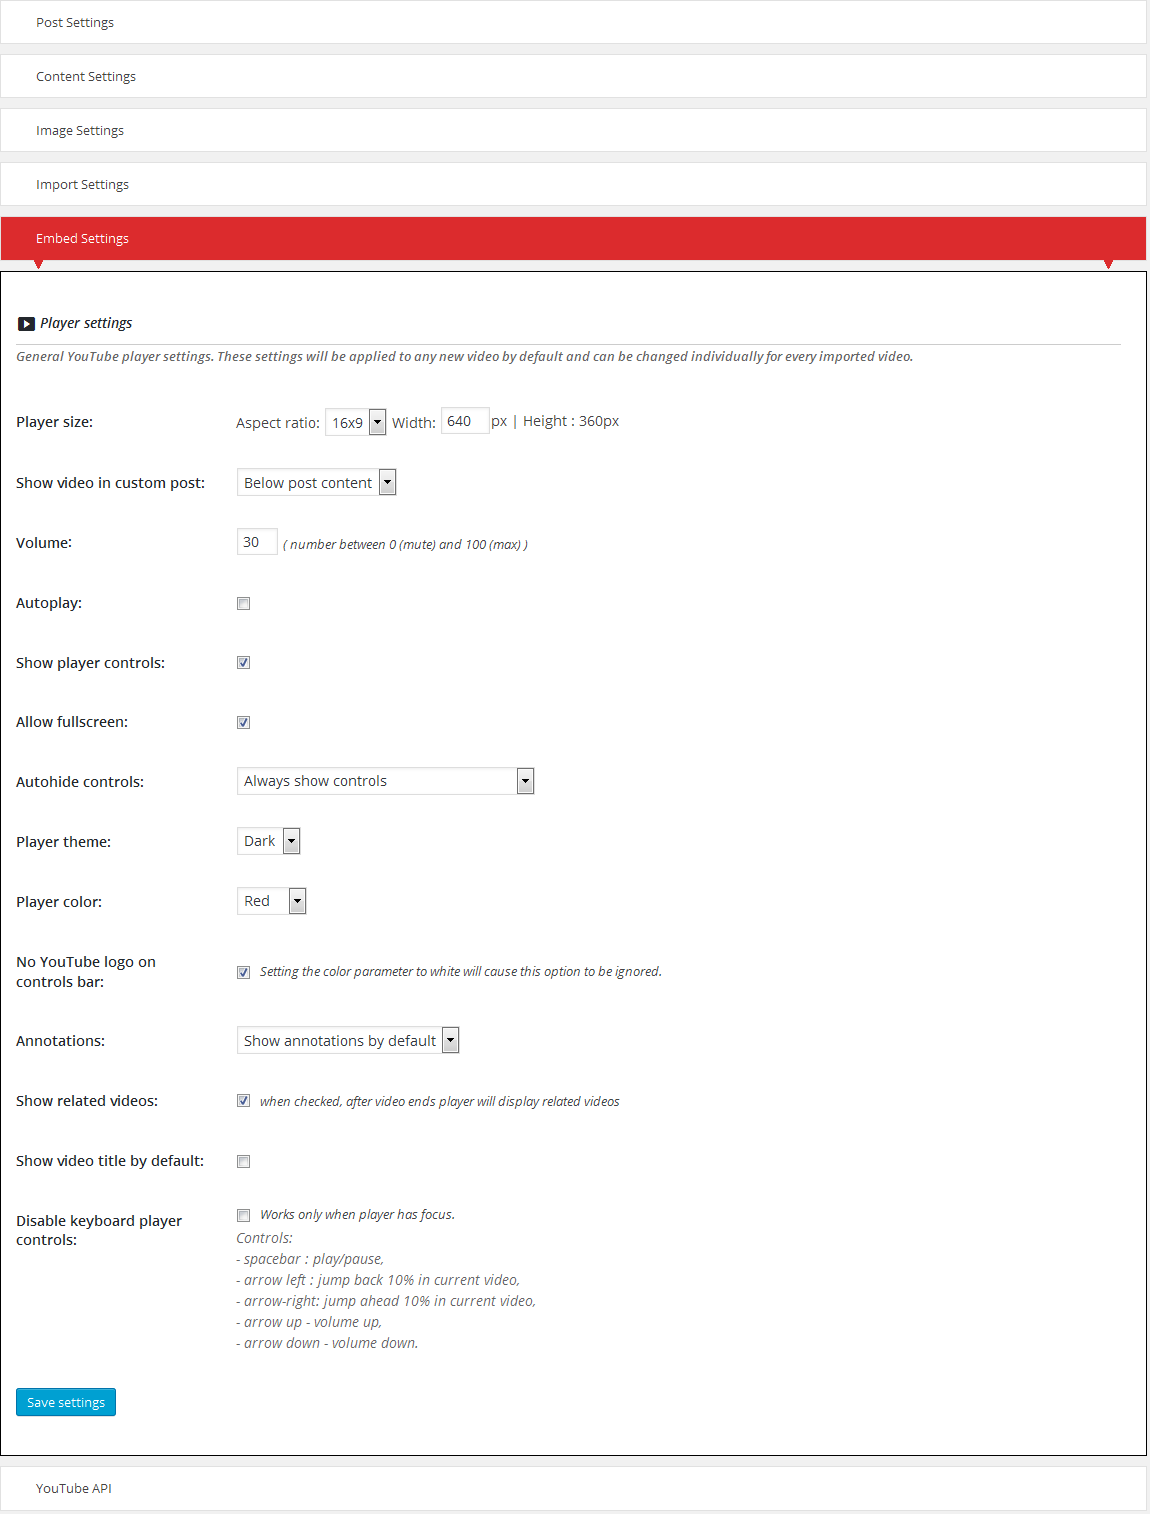 Post Settings
Content Settings
Image Settings
Import Settings
Embed Settings
Player settings
General YouTube player settings. These settings will be applied to any new video by default and can be changed individually for every imported video.
Player size: Aspect ratio: 16x9 Width: 640 px | Height : 360px
Show video in custom post: Below post content
Volume: 30 ( number between 0 (mute) and 100 (max) )
Autoplay:
Show player controls:
Allow fullscreen:
Autohide controls: Always show controls
Player theme: Dark
Player color: Red
No YouTube logo on
controls bar: Setting the color parameter to white will cause this option to be ignored.
Annotations: Show annotations by default
Show related videos: when checked, after video ends player will display related videos
Show video title by default:
Disable keyboard player
controls:
Works only when player has focus.
Controls:
- spacebar : play/pause,
- arrow left : jump back 10% in current video,
- arrow-right: jump ahead 10% in current video,
- arrow up - volume up,
- arrow down - volume down.
Save settings
YouTube API